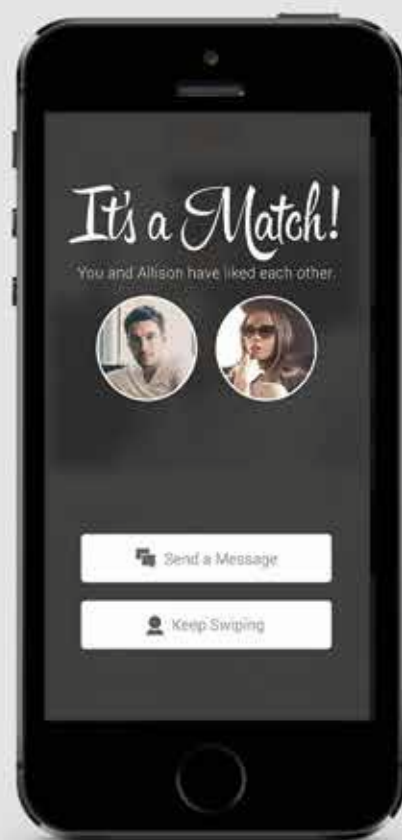 It's a Match!
You and Allison have liked each other.
Send a Message
Keep Swiping